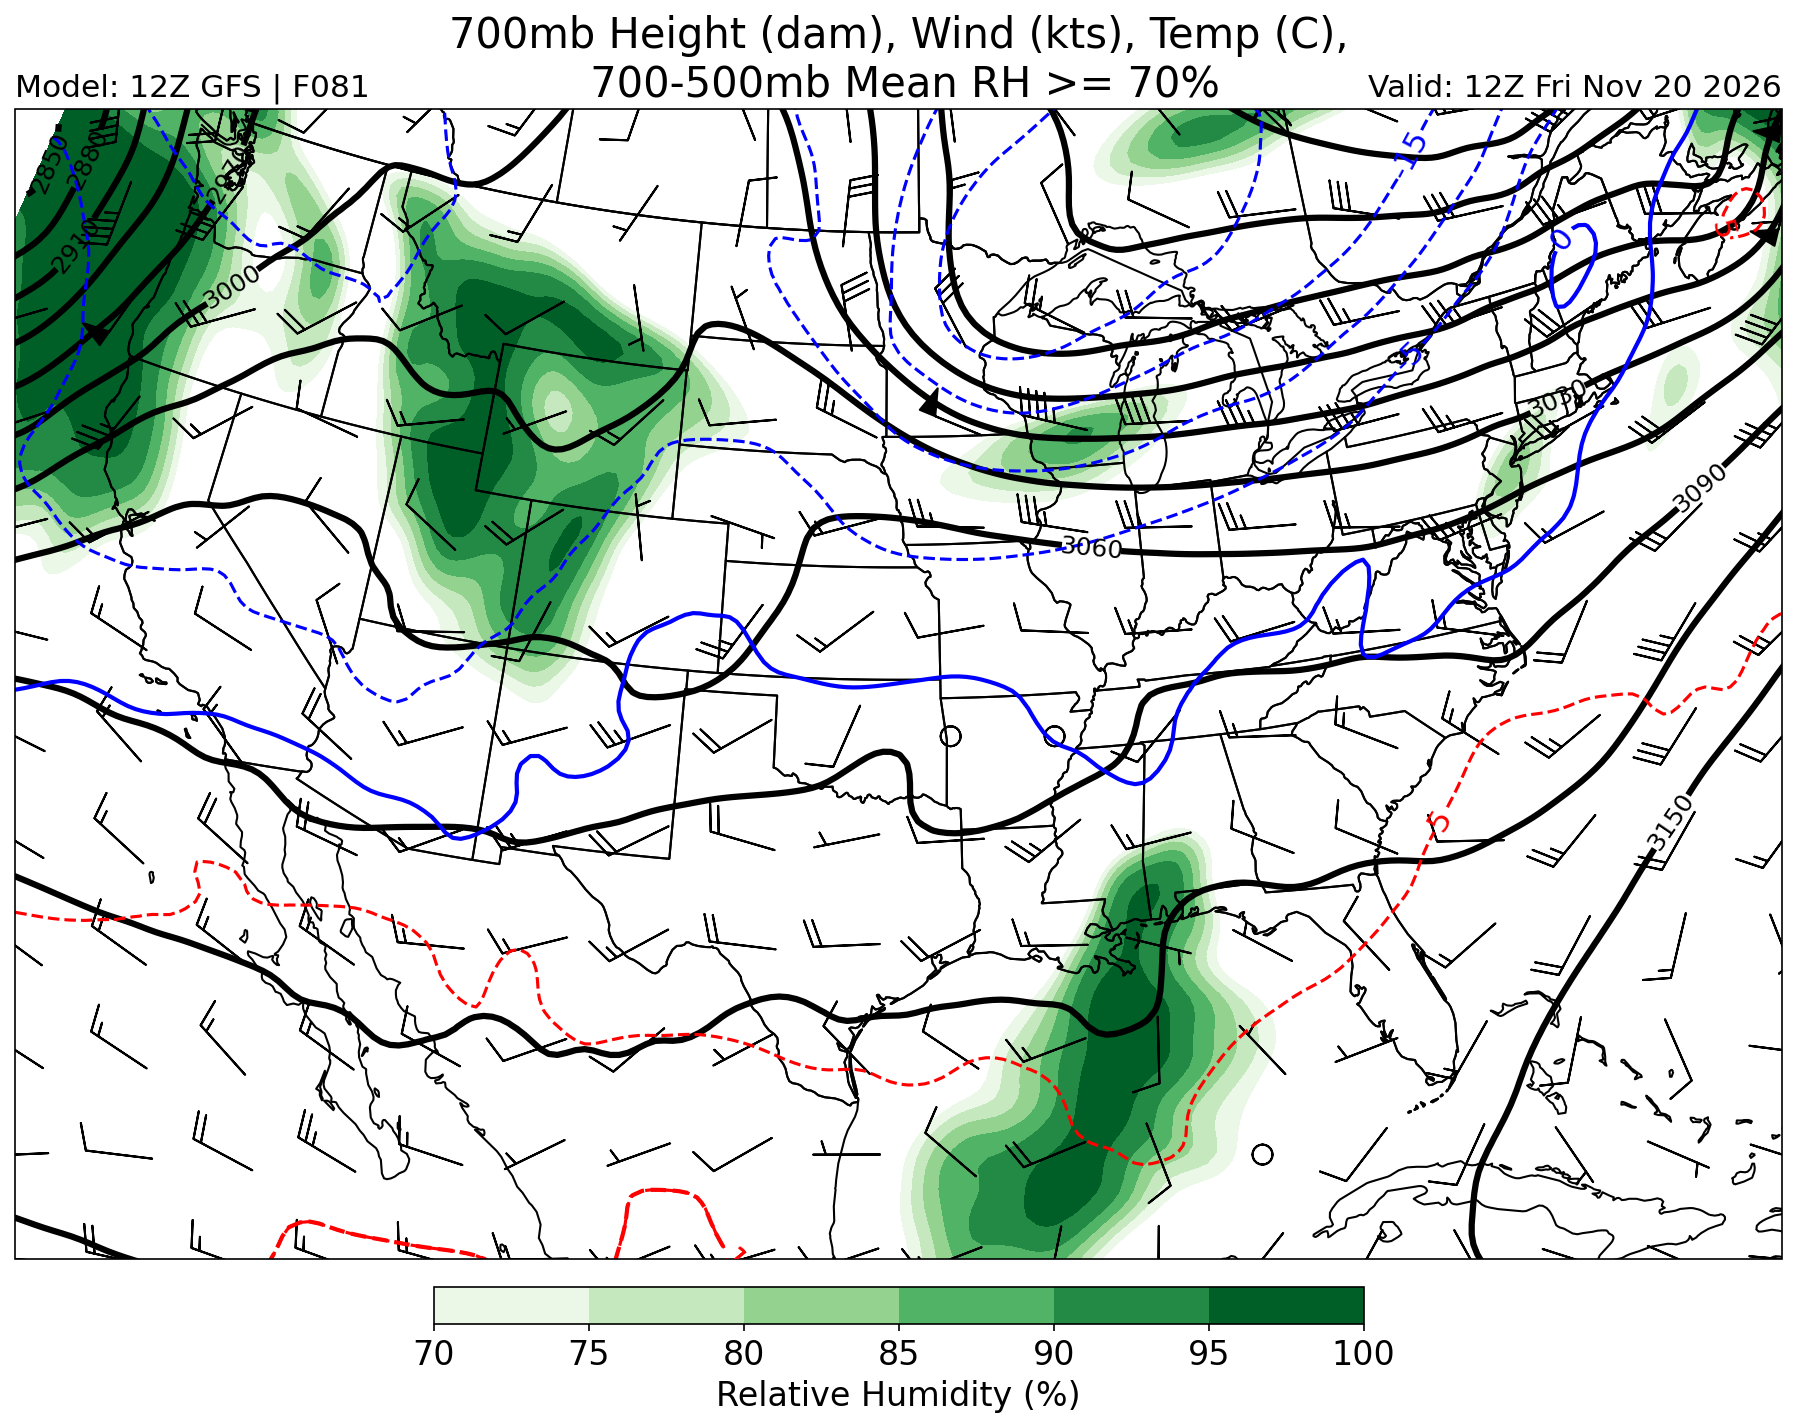 700mb Height (dam), Wind (kts), Temp (C),
700-500mb Mean RH >= 70%
Model: 12Z GFS | F081
Valid: 12Z Fri Nov 20 2026
2850
2880
2970
2910
3000
15
0
5
3030
3090
3060
5
3150
70 75 80 85 90 95 100
Relative Humidity (%)